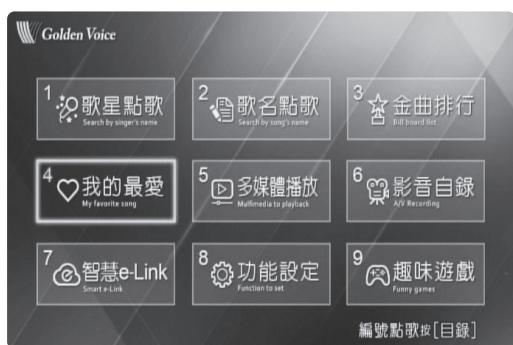 Golden Voice
1 歌星點歌
Search by singer's name
2 歌名點歌
Search by song's name
3 金曲排行
Bill board list
4 我的最愛
My favorite song
5 多媒體播放
Multimedia to playback
6 影音自錄
A/V Recording
7 智慧e-Link
Smart e-Link
8 功能設定
Function to set
9 趣味遊戲
Funny games
編號點歌按[目錄]